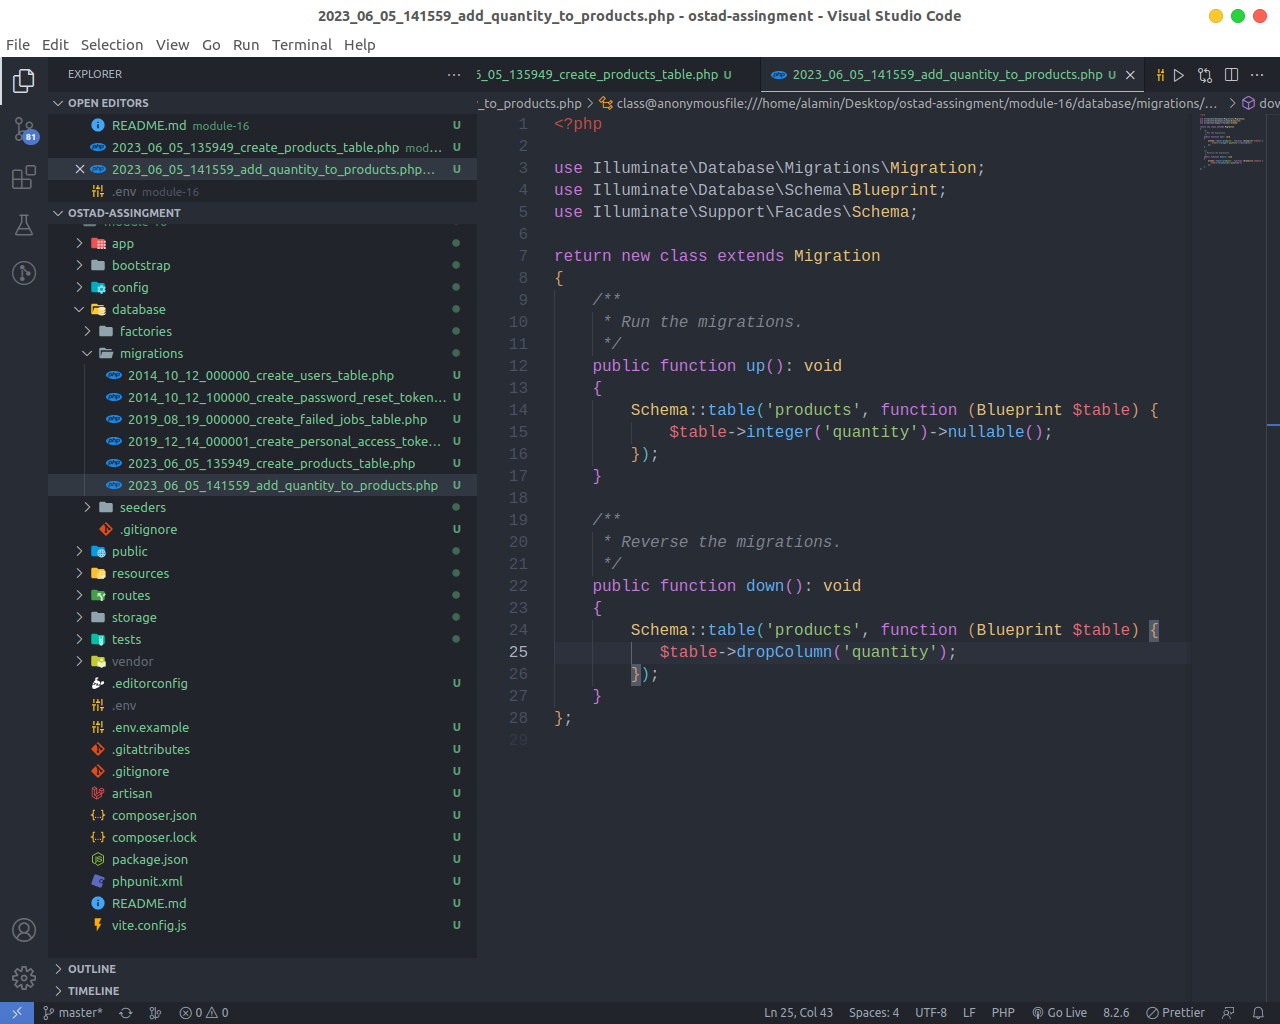 2023_06_05_141559_add_quantity_to_products.php - ostad-assingment - Visual Studio Code
File Edit Selection View Go Run Terminal Help
EXPLORER
OPEN EDITORS
README.md module-16 U
2023_06_05_135949_create_products_table.php mod... U
2023_06_05_141559_add_quantity_to_products.php... U
.env module-16
OSTAD-ASSINGMENT
app
bootstrap
config
database
factories
migrations
2014_10_12_000000_create_users_table.php U
2014_10_12_100000_create_password_reset_token... U
2019_08_19_000000_create_failed_jobs_table.php U
2019_12_14_000001_create_personal_access_toke... U
2023_06_05_135949_create_products_table.php U
2023_06_05_141559_add_quantity_to_products.php U
seeders
.gitignore U
public
resources
routes
storage
tests
vendor
.editorconfig U
.env
.env.example U
.gitattributes U
.gitignore U
artisan U
composer.json U
composer.lock U
package.json U
phpunit.xml U
README.md U
vite.config.js U
OUTLINE
TIMELINE
5_135949_create_products_table.php U
2023_06_05_141559_add_quantity_to_products.php U
_to_products.php > class@anonymousfile:///home/alamin/Desktop/ostad-assingment/module-16/database/migrations/... > dov
1 <?php
2
3 use Illuminate\Database\Migrations\Migration;
4 use Illuminate\Database\Schema\Blueprint;
5 use Illuminate\Support\Facades\Schema;
6
7 return new class extends Migration
8 {
9 /**
10 * Run the migrations.
11 */
12 public function up(): void
13 {
14 Schema::table('products', function (Blueprint $table) {
15 $table->integer('quantity')->nullable();
16 });
17 }
18
19 /**
20 * Reverse the migrations.
21 */
22 public function down(): void
23 {
24 Schema::table('products', function (Blueprint $table) {
25 $table->dropColumn('quantity');
26 });
27 }
28 };
29
81
master* 0 0 Ln 25, Col 43 Spaces: 4 UTF-8 LF PHP Go Live 8.2.6 Prettier